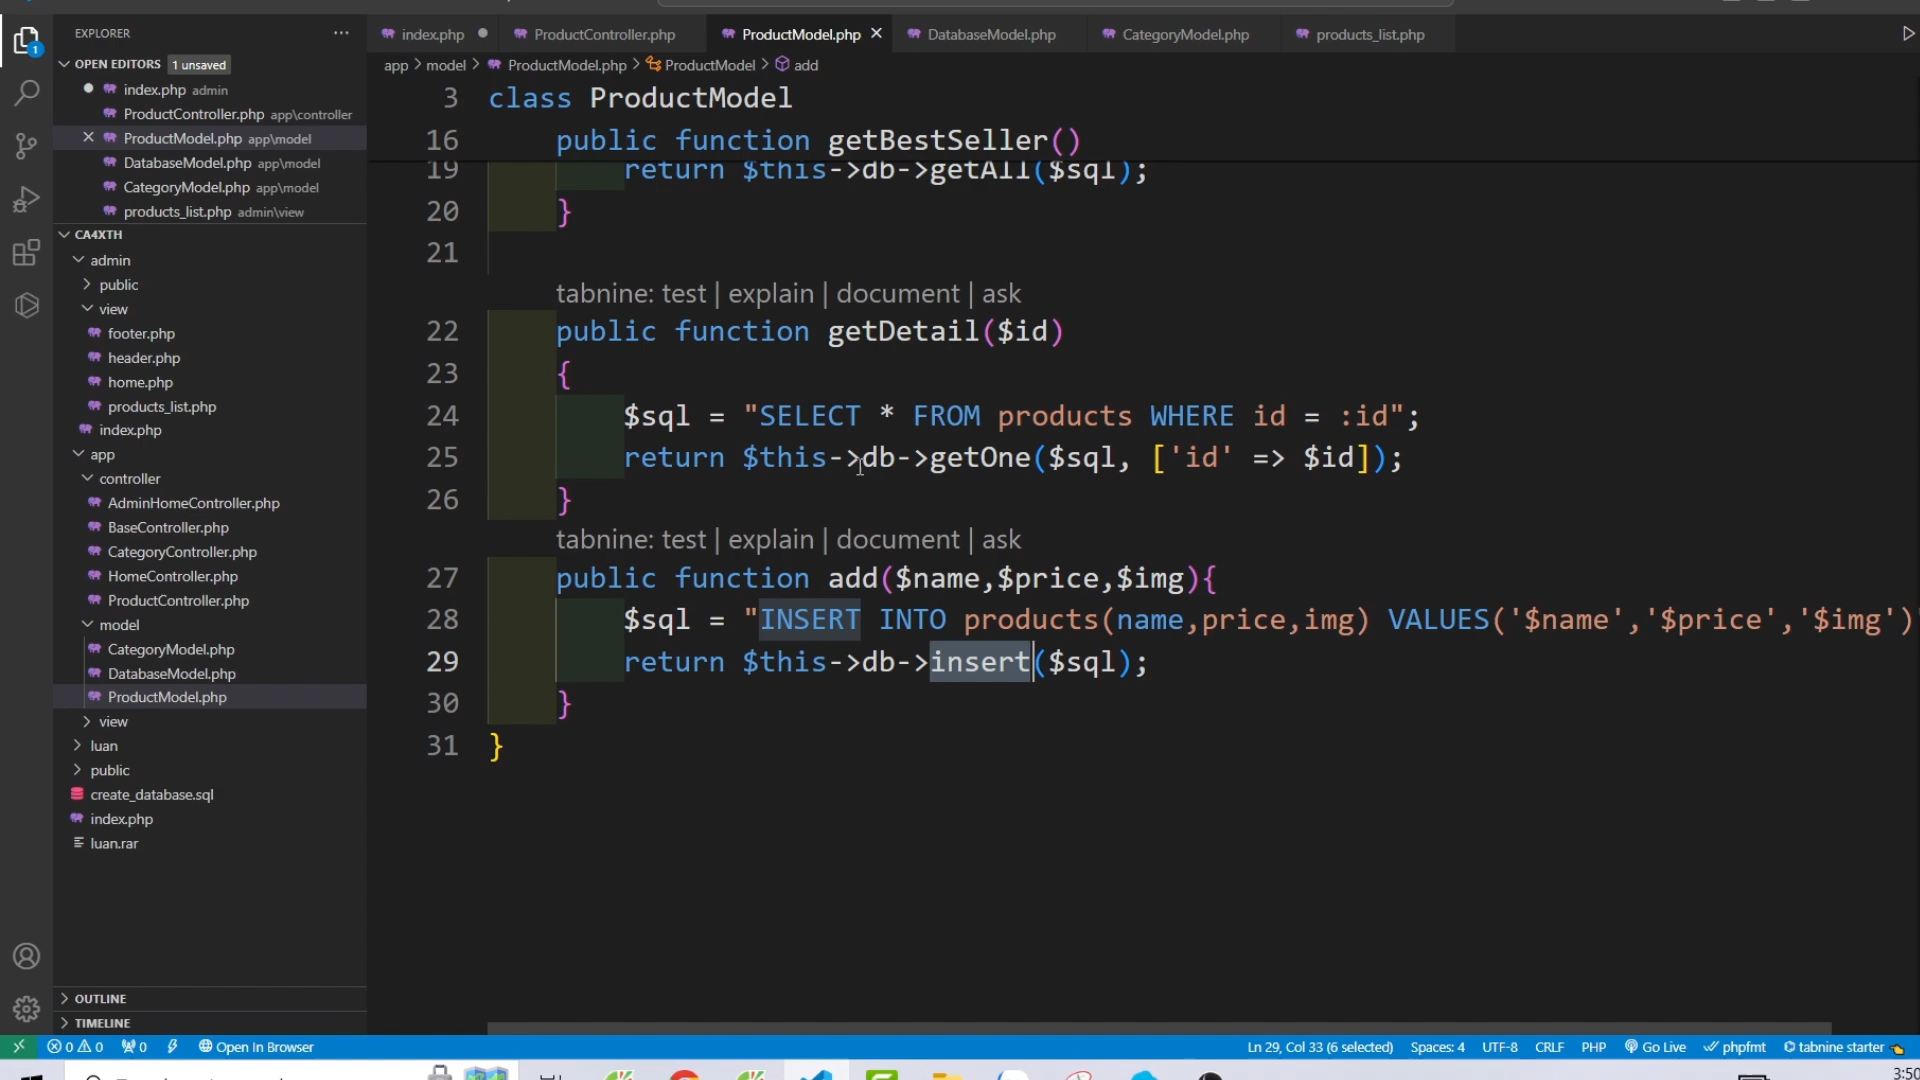 index.php
ProductController.php
ProductModel.php
DatabaseModel.php
CategoryModel.php
products_list.php
EXPLORER
OPEN EDITORS 1 unsaved
index.php admin
ProductController.php app\controller
ProductModel.php app\model
DatabaseModel.php app\model
CategoryModel.php app\model
products_list.php admin\view
CA4XTH
admin
public
view
footer.php
header.php
home.php
products_list.php
index.php
app
controller
AdminHomeController.php
BaseController.php
CategoryController.php
HomeController.php
ProductController.php
model
CategoryModel.php
DatabaseModel.php
ProductModel.php
view
luan
public
create_database.sql
index.php
luan.rar
OUTLINE
TIMELINE
app > model > ProductModel.php > ProductModel > add
3 class ProductModel
16 public function getBestSeller()
19 return $this->db->getAll($sql);
20 }
21
tabnine: test | explain | document | ask
22 public function getDetail($id)
23 {
24 $sql = "SELECT * FROM products WHERE id = :id";
25 return $this->db->getOne($sql, ['id' => $id]);
26 }
tabnine: test | explain | document | ask
27 public function add($name,$price,$img){
28 $sql = "INSERT INTO products(name,price,img) VALUES('$name','$price','$img')
29 return $this->db->insert($sql);
30 }
31 }
0 0 0 Open In Browser Ln 29, Col 33 (6 selected) Spaces: 4 UTF-8 CRLF PHP Go Live phpfmt tabnine starter
1
3:50